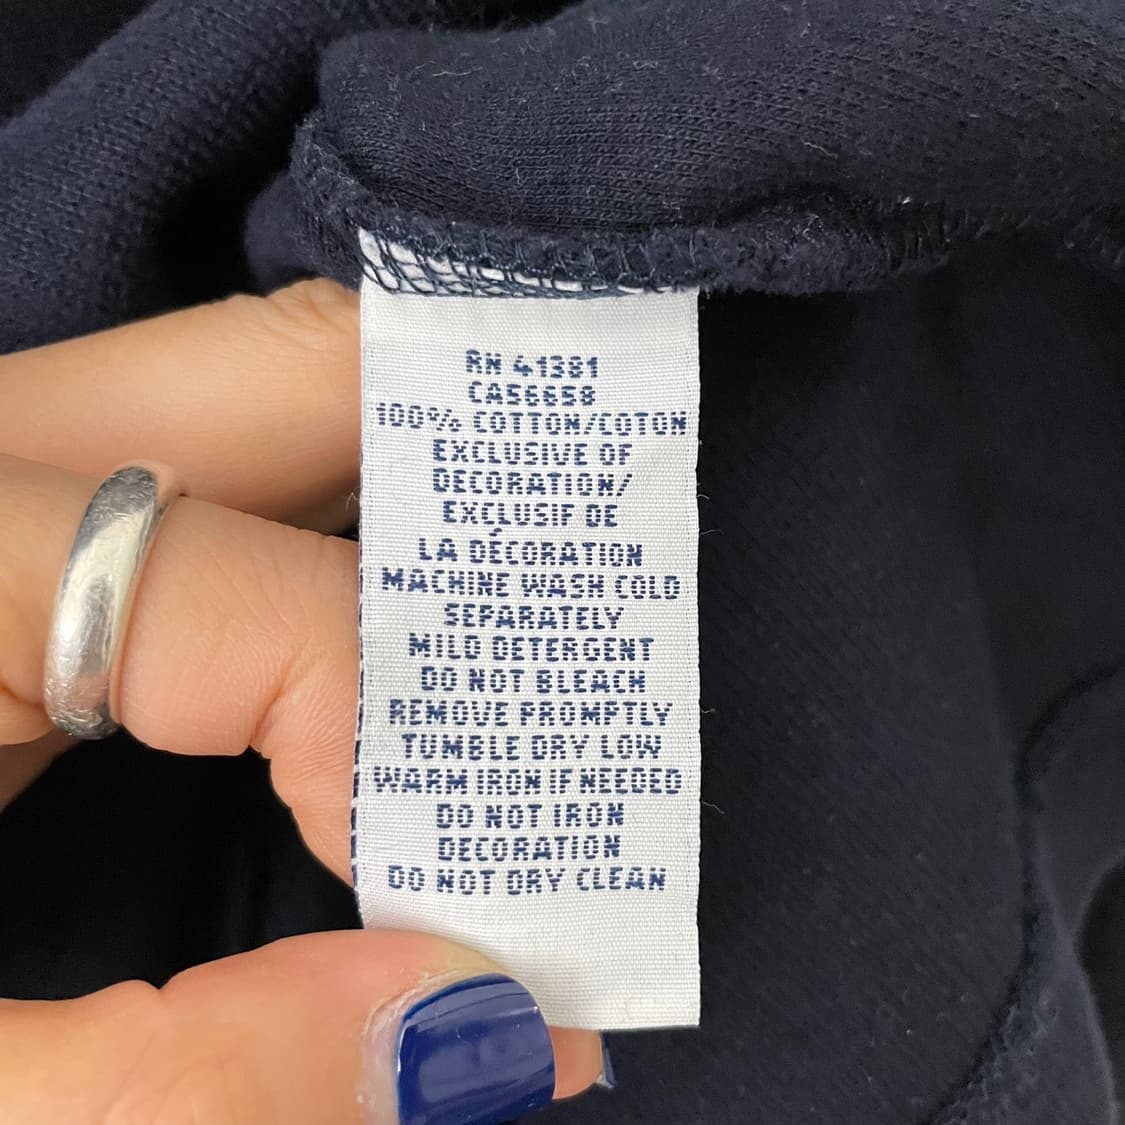 RN 41381
CA56658
100% COTTON/COTON
EXCLUSIVE OF
DECORATION/
EXCLUSIF DE
LA DÉCORATION
MACHINE WASH COLD
SEPARATELY
MILD DETERGENT
DO NOT BLEACH
REMOVE PROMPTLY
TUMBLE DRY LOW
WARM IRON IF NEEDED
DO NOT IRON
DECORATION
DO NOT DRY CLEAN